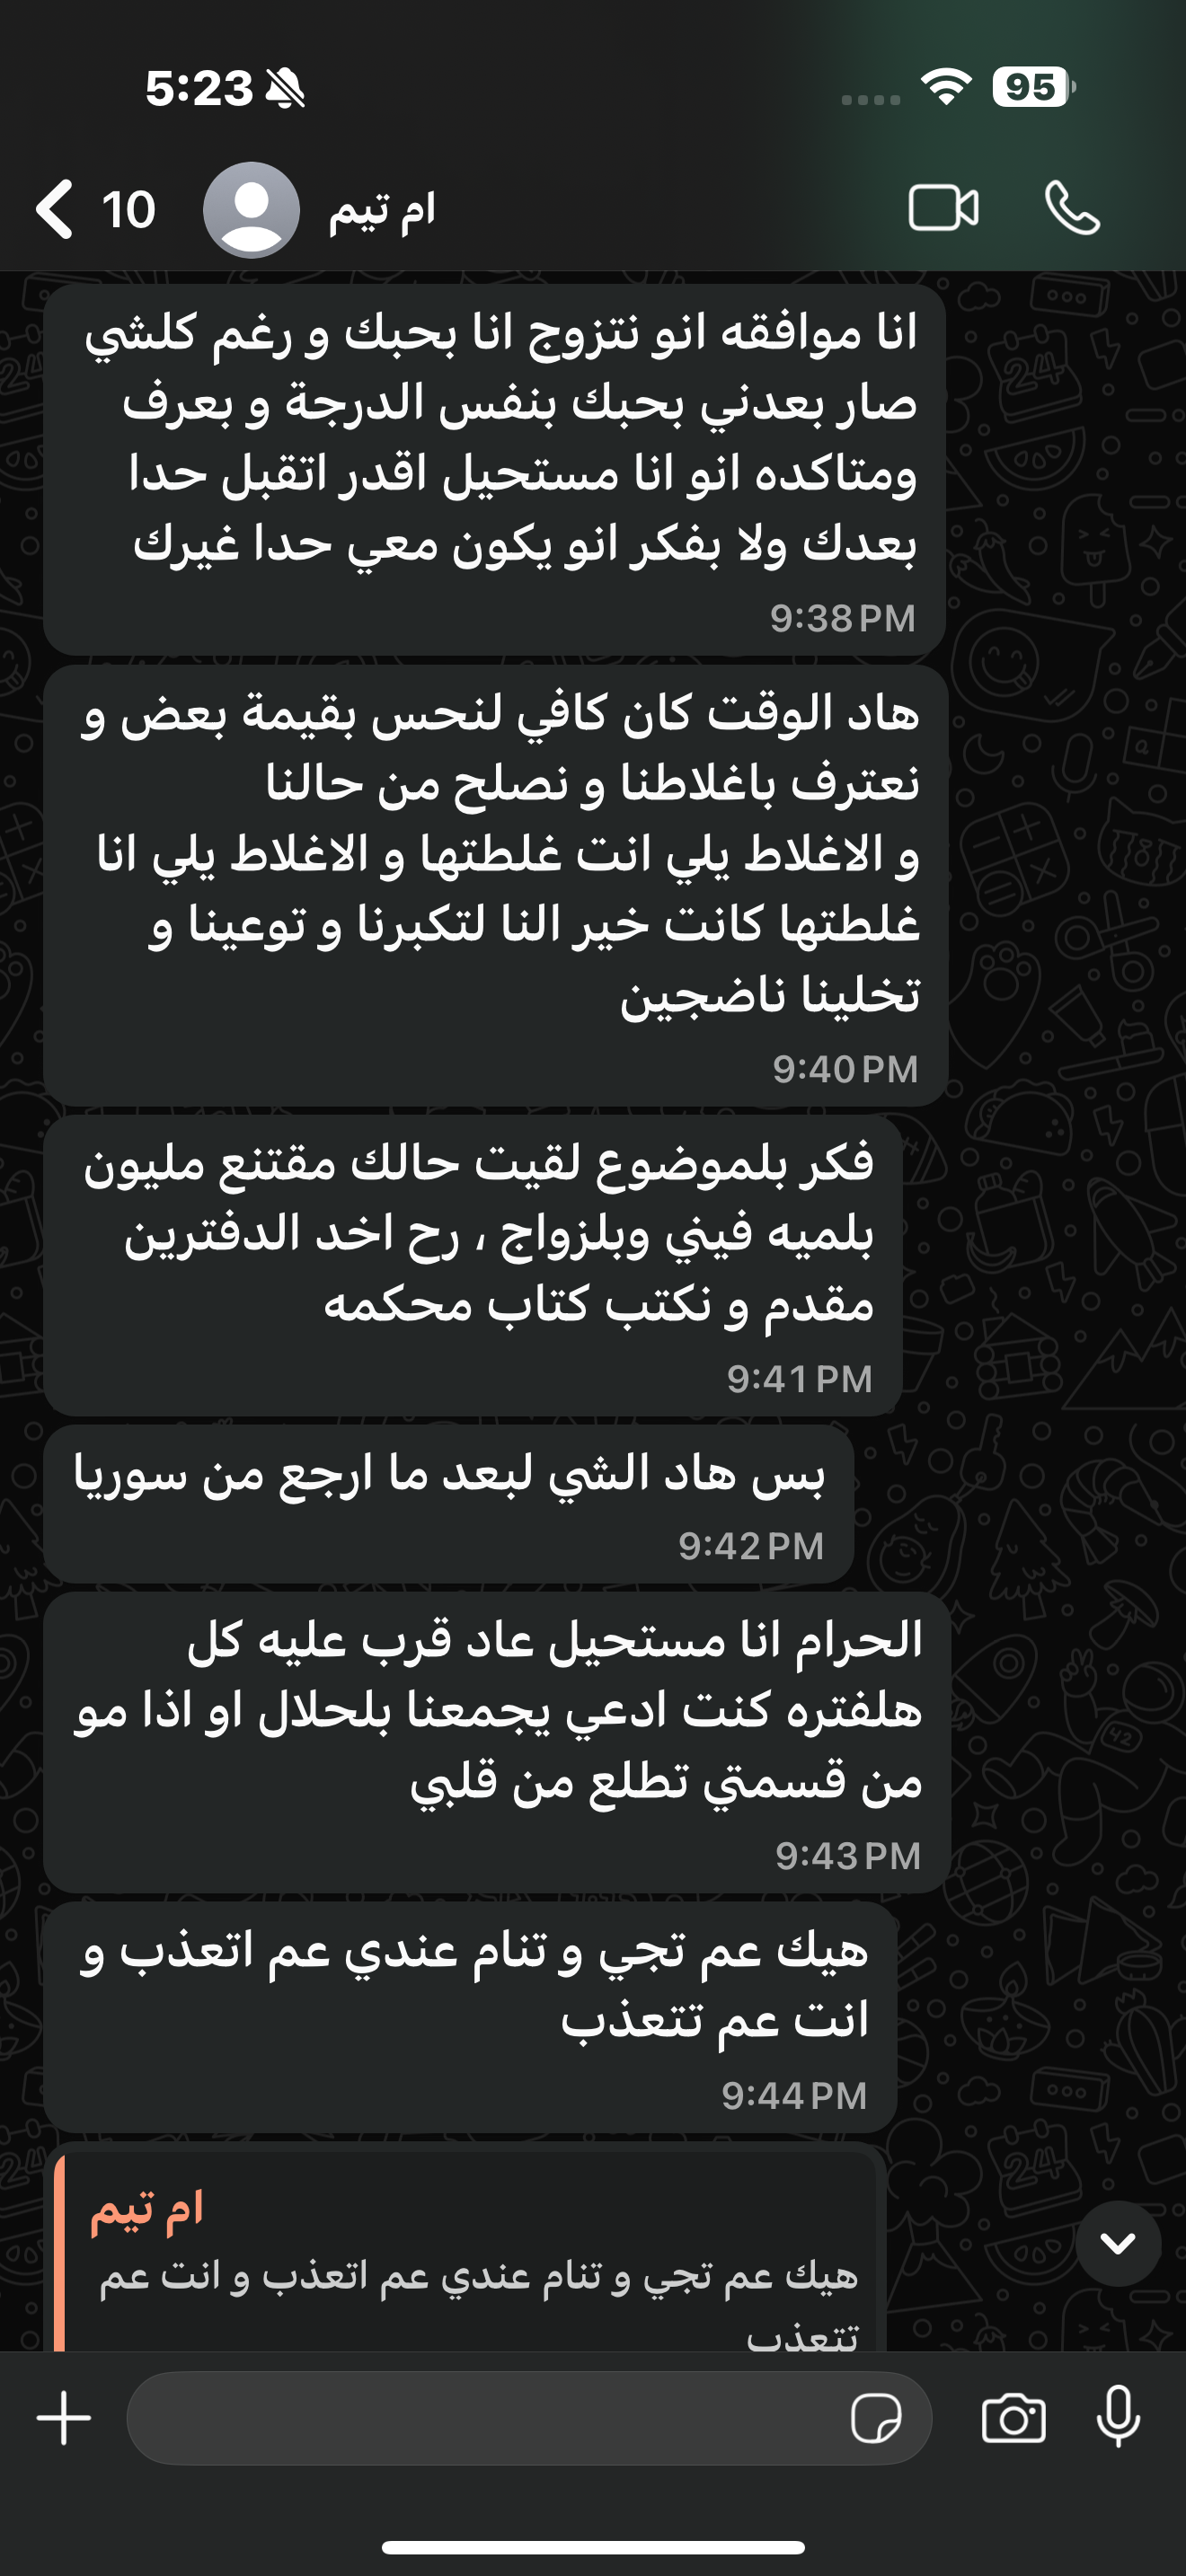 5:23
95
10
ام تيم
انا موافقه انو نتزوج انا بحبك و رغم كلشي
صار بعدني بحبك بنفس الدرجة و بعرف
ومتاكده انو انا مستحيل اقدر اتقبل حدا
بعدك ولا بفكر انو يكون معي حدا غيرك
9:38 PM
هاد الوقت كان كافي لنحس بقيمة بعض و
نعترف باغلاطنا و نصلح من حالنا
و الاغلاط يلي انت غلطتها و الاغلاط يلي انا
غلطتها كانت خير النا لتكبرنا و توعينا و
تخلينا ناضجين
9:40 PM
فكر بلموضوع لقيت حالك مقتنع مليون
بلميه فيني وبلزواج ، رح اخد الدفترين
مقدم و نكتب كتاب محكمه
9:41 PM
بس هاد الشي لبعد ما ارجع من سوريا
9:42 PM
الحرام انا مستحيل عاد قرب عليه كل
هلفتره كنت ادعي يجمعنا بلحلال او اذا مو
من قسمتي تطلع من قلبي
9:43 PM
هيك عم تجي و تنام عندي عم اتعذب و
انت عم تتعذب
9:44 PM
ام تيم
هيك عم تجي و تنام عندي عم اتعذب و انت عم
تتعذب